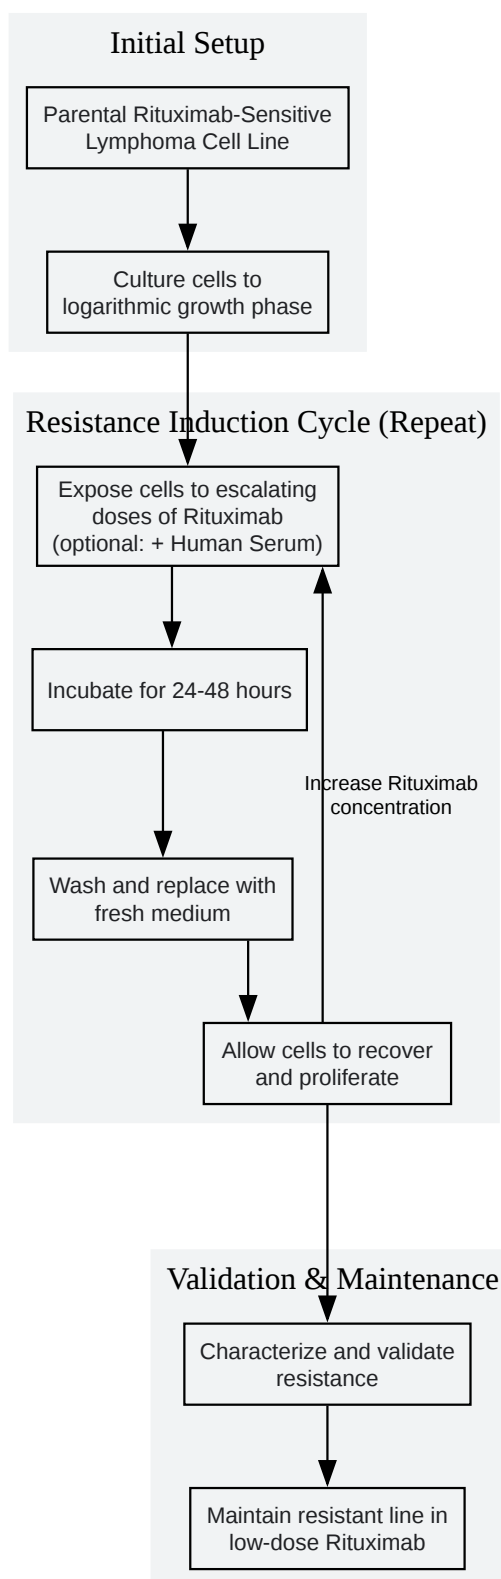 Initial Setup
Parental Rituximab-Sensitive
Lymphoma Cell Line
Culture cells to
logarithmic growth phase
Resistance Induction Cycle (Repeat)
Expose cells to escalating
doses of Rituximab
(optional: + Human Serum)
Incubate for 24-48 hours
Increase Rituximab
concentration
Wash and replace with
fresh medium
Allow cells to recover
and proliferate
Validation & Maintenance
Characterize and validate
resistance
Maintain resistant line in
low-dose Rituximab